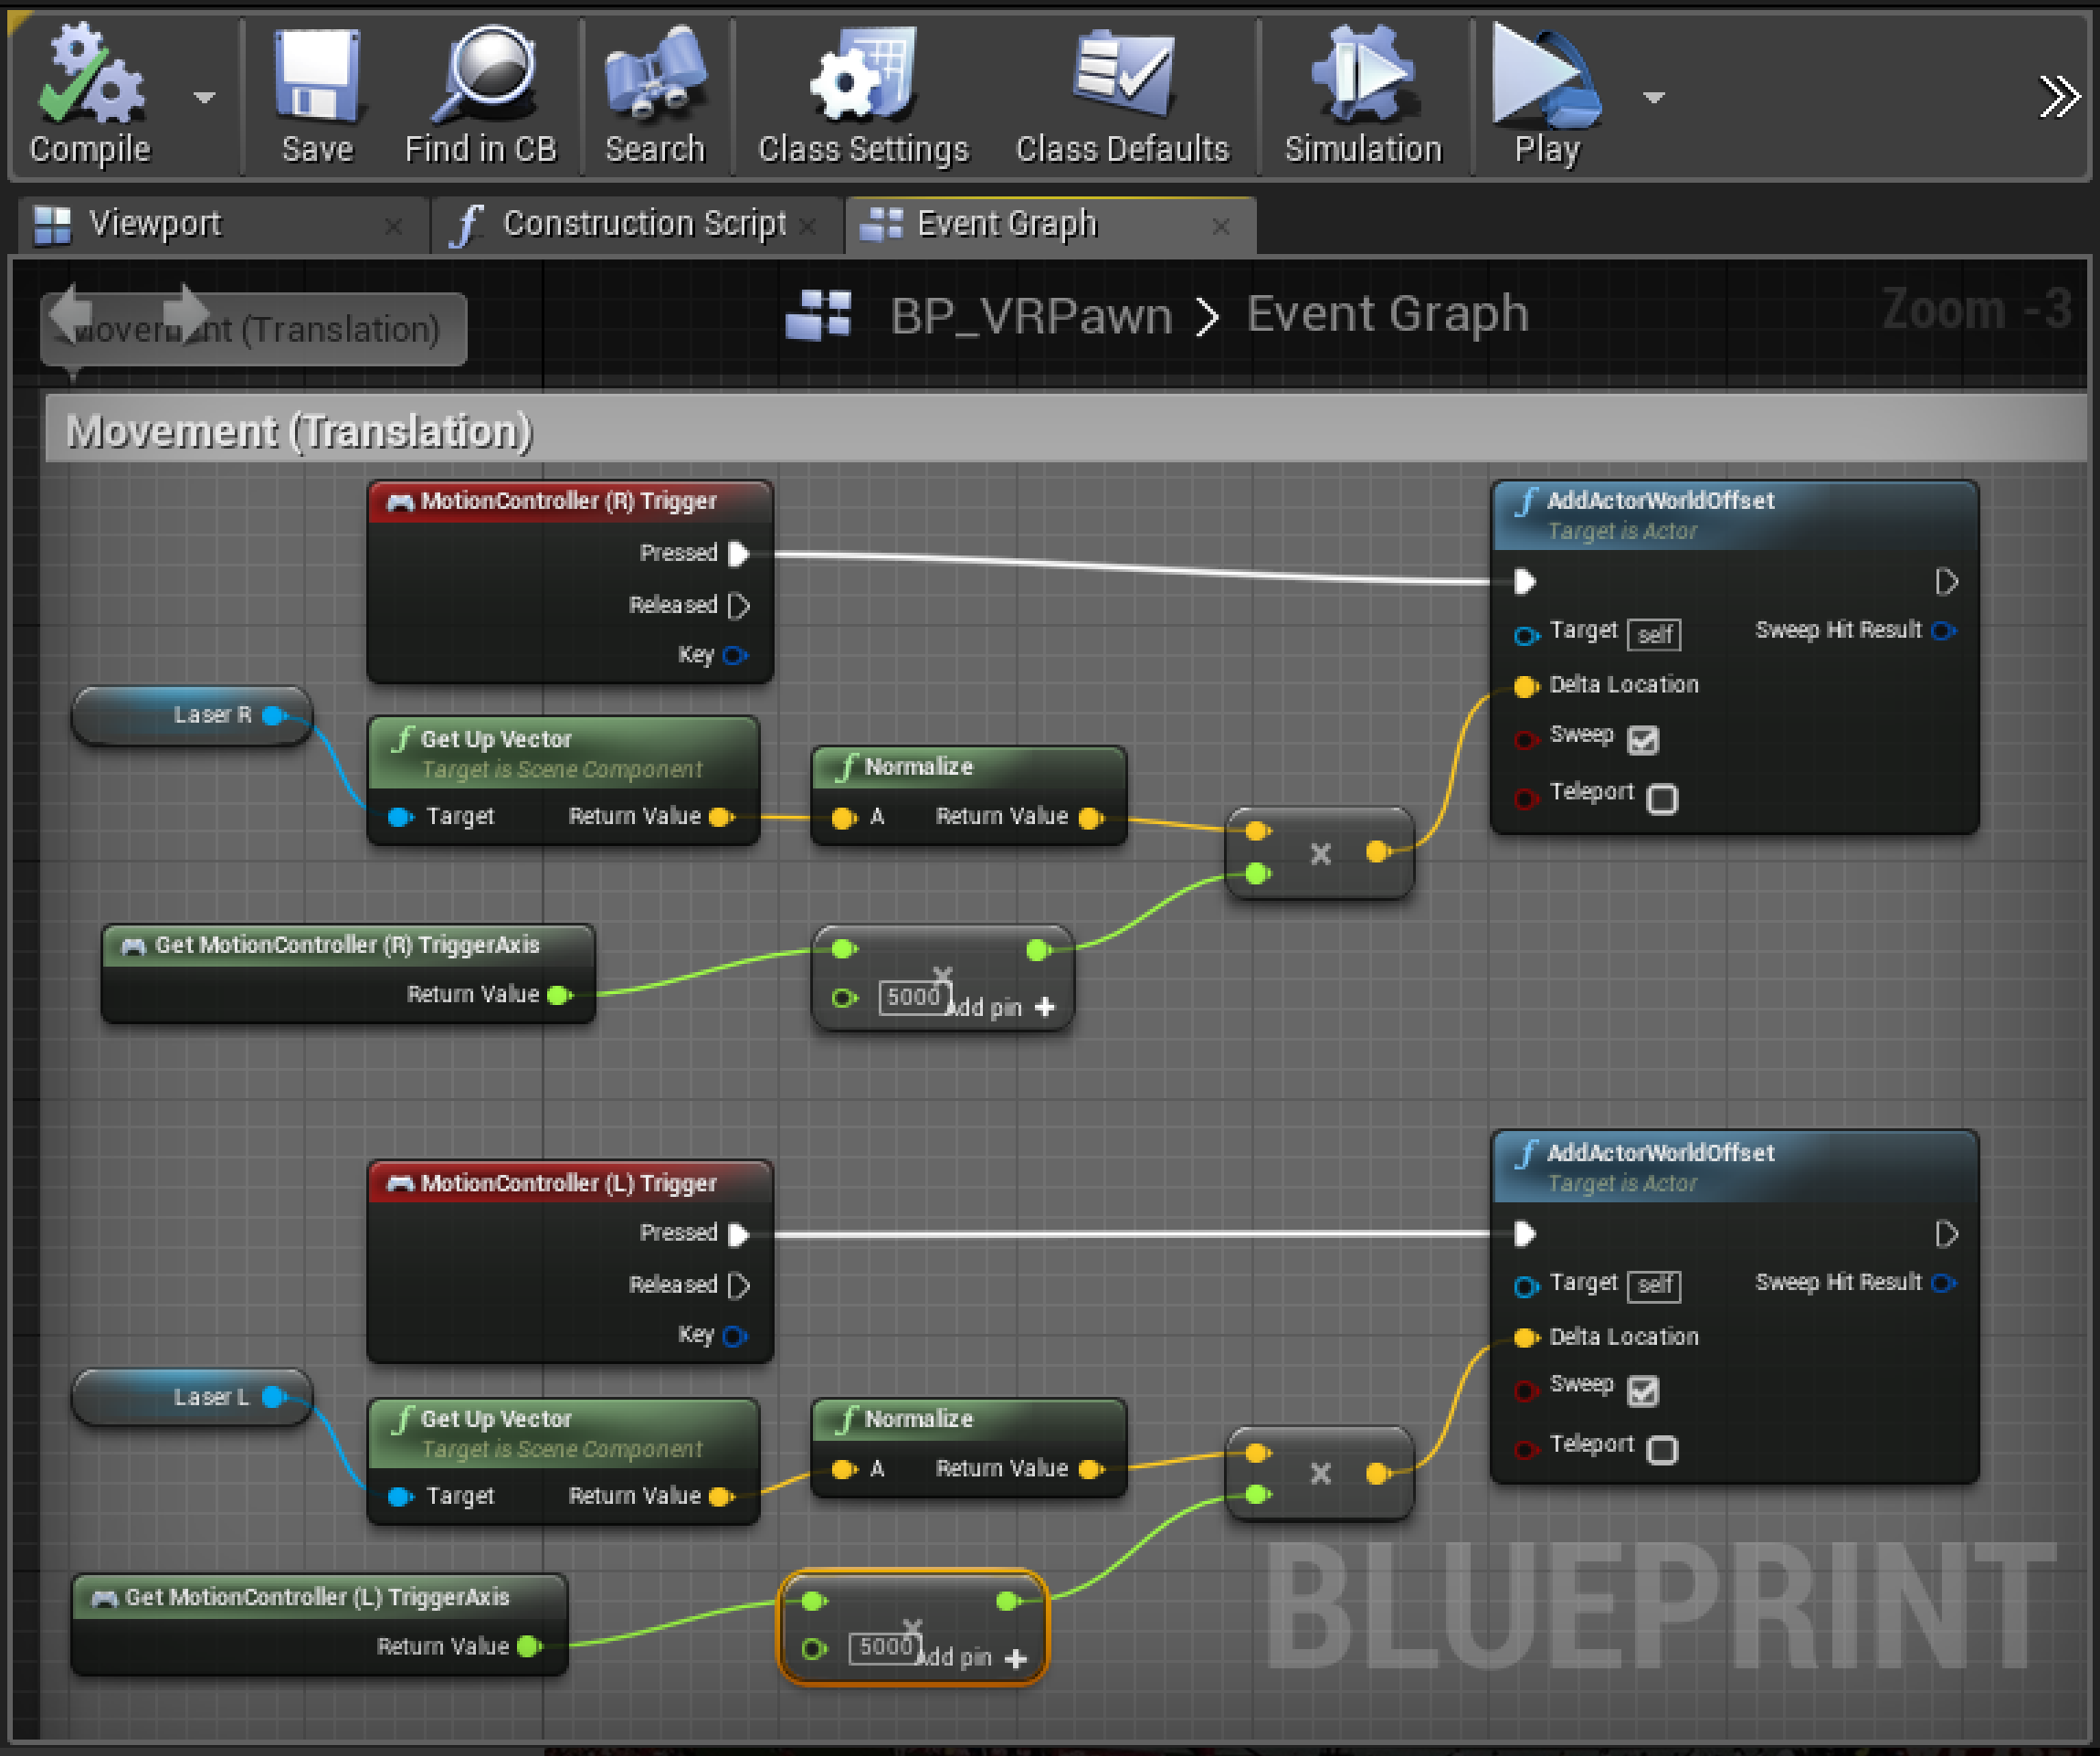 Compile
Save
Find in CB
Search
Class Settings
Class Defaults
Simulation
Play
Viewport
Construction Script
Event Graph
Movement (Translation)
BP_VRPawn > Event Graph
Zoom -3
Movement (Translation)
MotionController (R) Trigger
Pressed
Released
Key
AddActorWorldOffset
Target is Actor
Target self
Sweep Hit Result
Delta Location
Sweep
Teleport
Laser R
Get Up Vector
Target is Scene Component
Target Return Value
Normalize
A Return Value
×
Get MotionController (R) TriggerAxis
Return Value
×
5000
Add pin +
MotionController (L) Trigger
Pressed
Released
Key
AddActorWorldOffset
Target is Actor
Target self
Sweep Hit Result
Delta Location
Sweep
Teleport
Laser L
Get Up Vector
Target is Scene Component
Target Return Value
Normalize
A Return Value
×
Get MotionController (L) TriggerAxis
Return Value
×
5000
Add pin +
BLUEPRINT